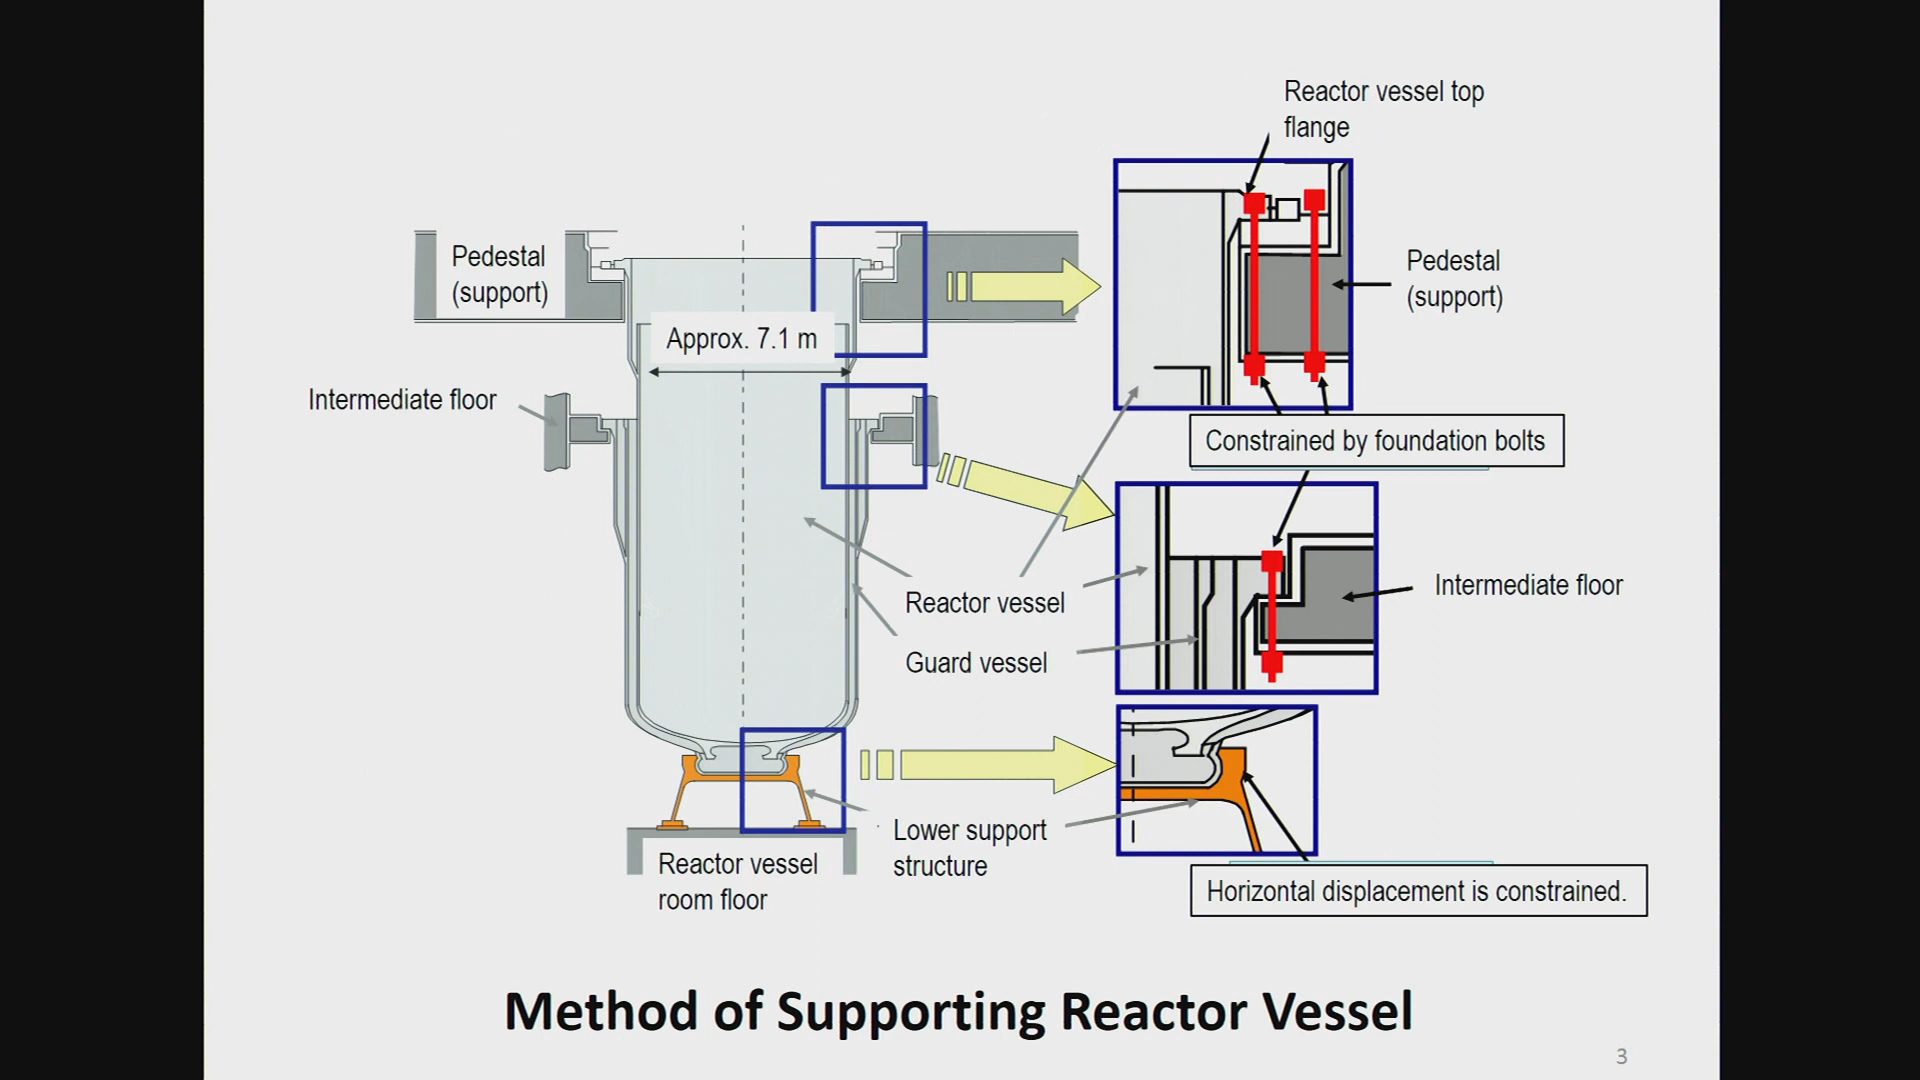 Reactor vessel top
flange
Pedestal
(support)
Pedestal
(support)
Approx. 7.1 m
Intermediate floor
Constrained by foundation bolts
Reactor vessel
Intermediate floor
Guard vessel
Lower support
structure
Reactor vessel
room floor
Horizontal displacement is constrained.
Method of Supporting Reactor Vessel
3